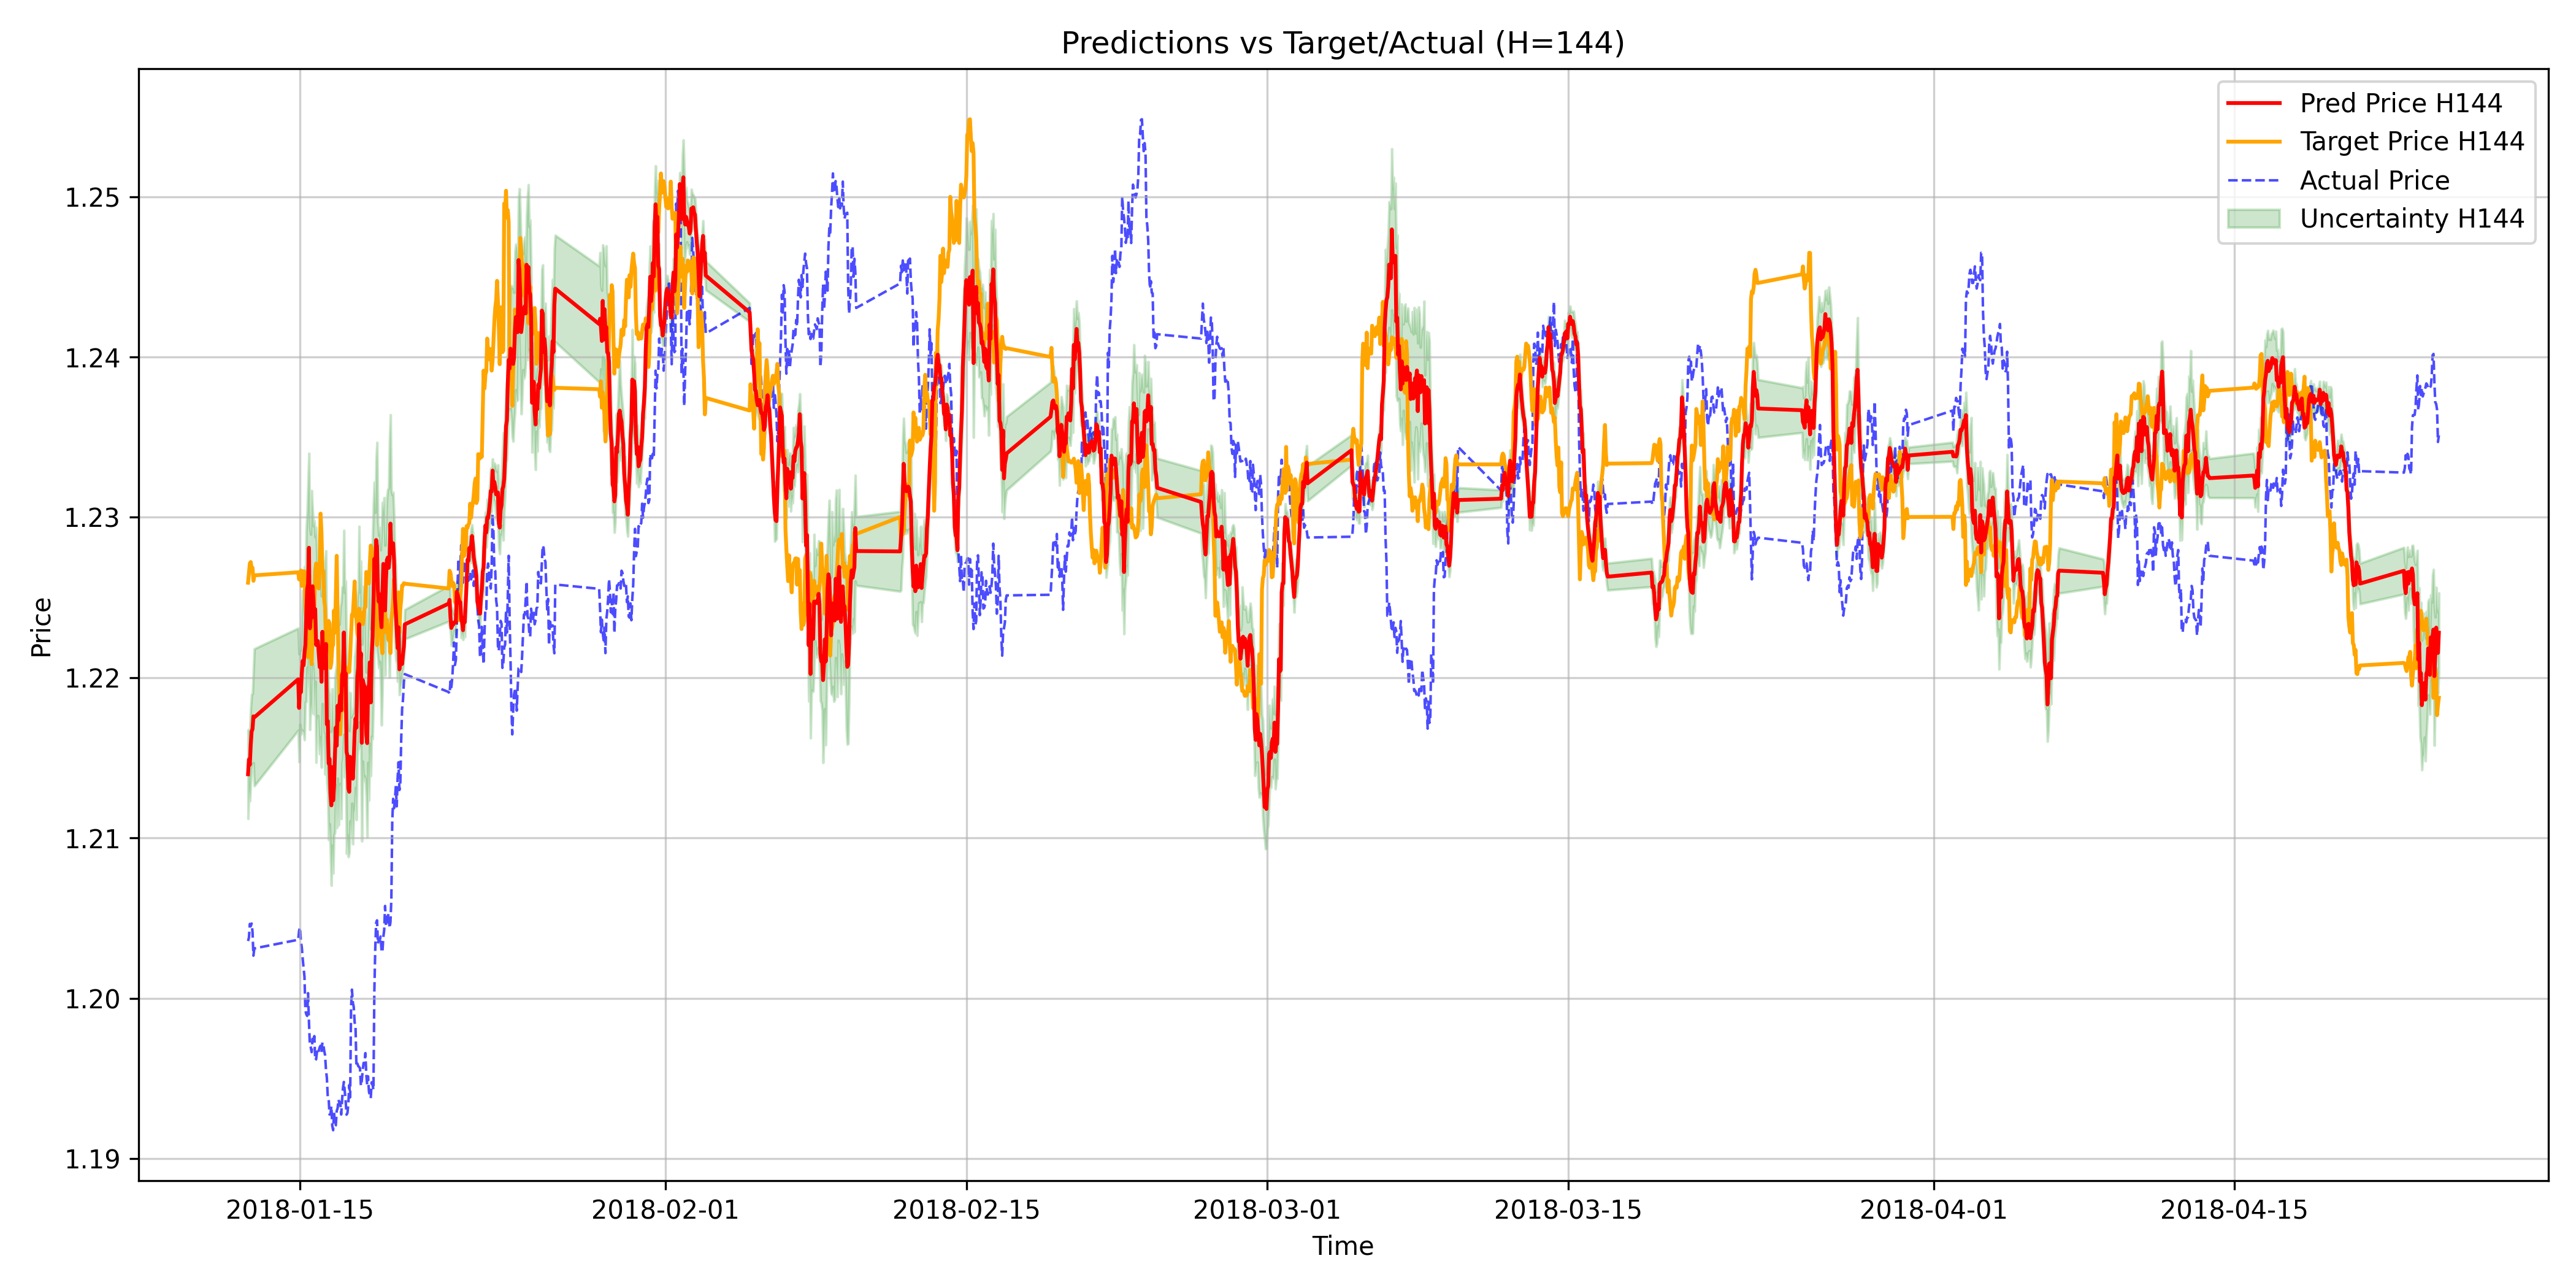 Predictions vs Target/Actual (H=144)
Pred Price H144
Target Price H144
Actual Price
Uncertainty H144
Price
1.25
1.24
1.23
1.22
1.21
1.20
1.19
2018-01-15
2018-02-01
2018-02-15
2018-03-01
2018-03-15
2018-04-01
2018-04-15
Time